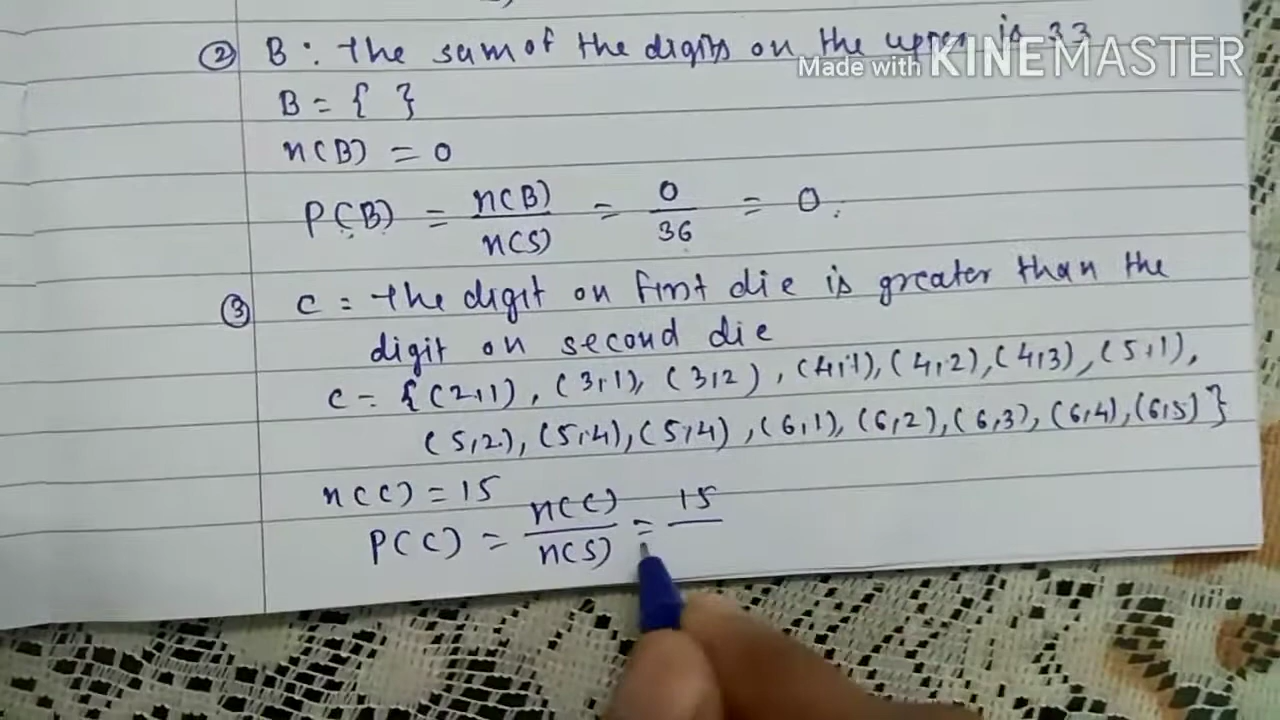 ② B : The sum of the digits on the upper is 33
Made with KINEMASTER
B = { }
n(B) = 0
P(B) = n(B)/n(S) = 0/36 = 0.
③ C = The digit on first die is greater than the
digit on second die
C = {(2,1), (3,1), (3,2), (4,1), (4,2), (4,3), (5,1),
(5,2), (5,4), (5,4), (6,1), (6,2), (6,3), (6,4), (6,5)}
n(C) = 15
P(C) = n(C)/n(S) = 15/